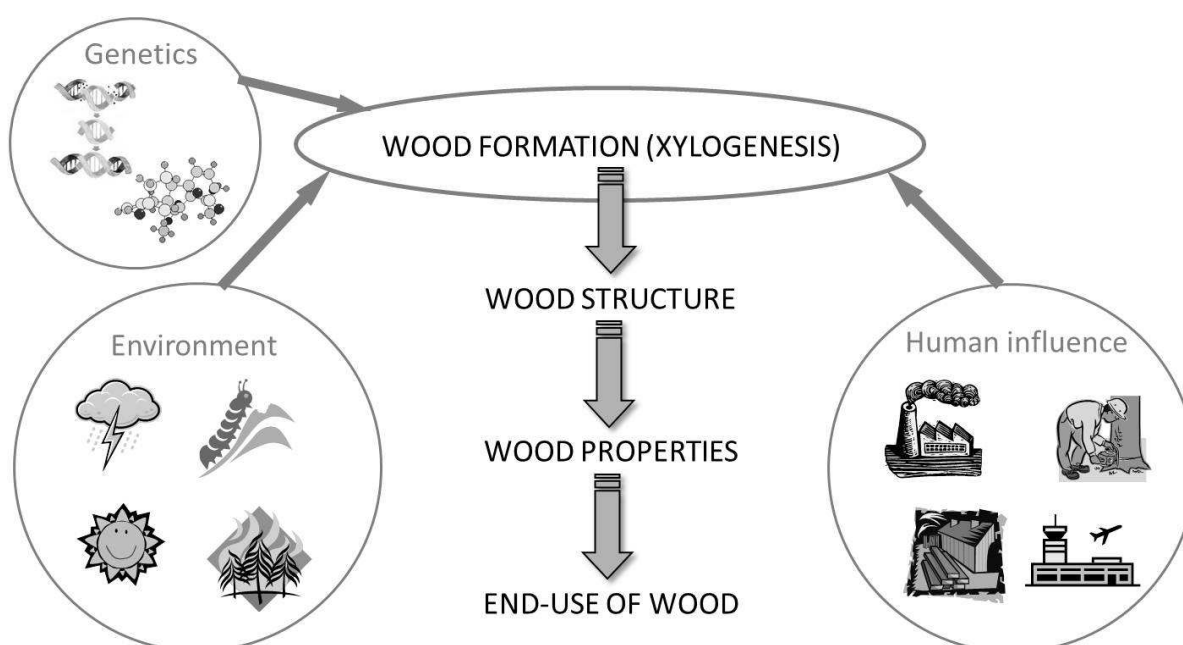 Genetics
WOOD FORMATION (XYLOGENESIS)
WOOD STRUCTURE
Environment
Human influence
WOOD PROPERTIES
END-USE OF WOOD